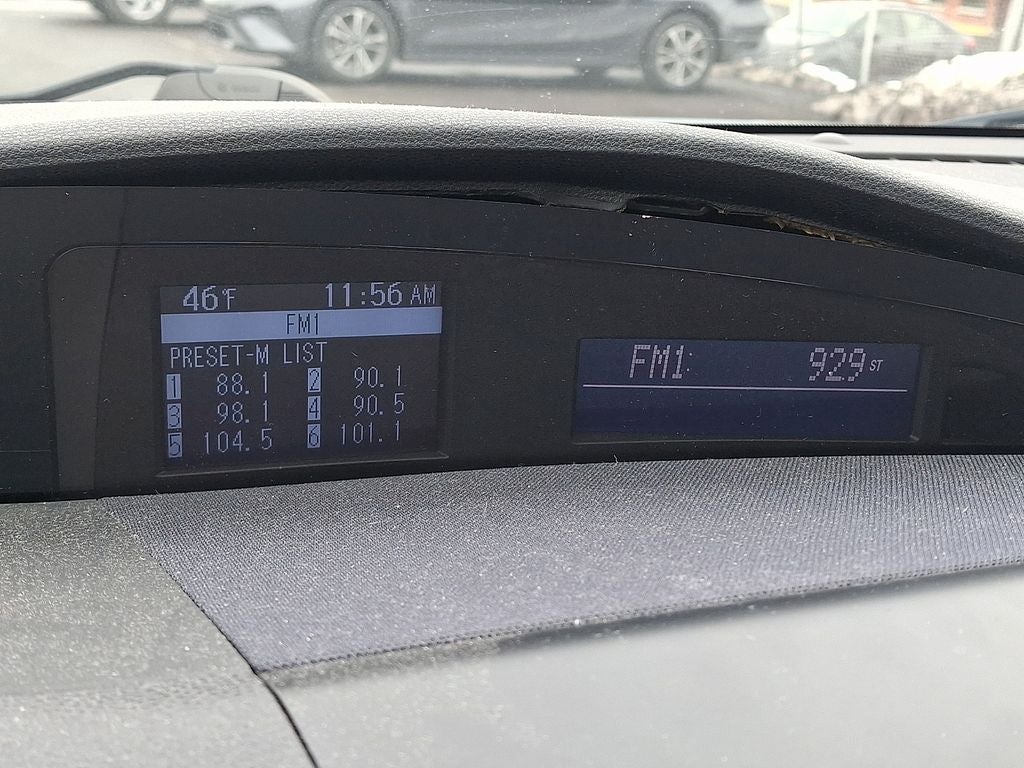 46°F 11:56 AM
FM1
PRESET-M LIST
1 88.1 2 90.1
3 98.1 4 90.5
5 104.5 6 101.1
FM1: 92.9 ST